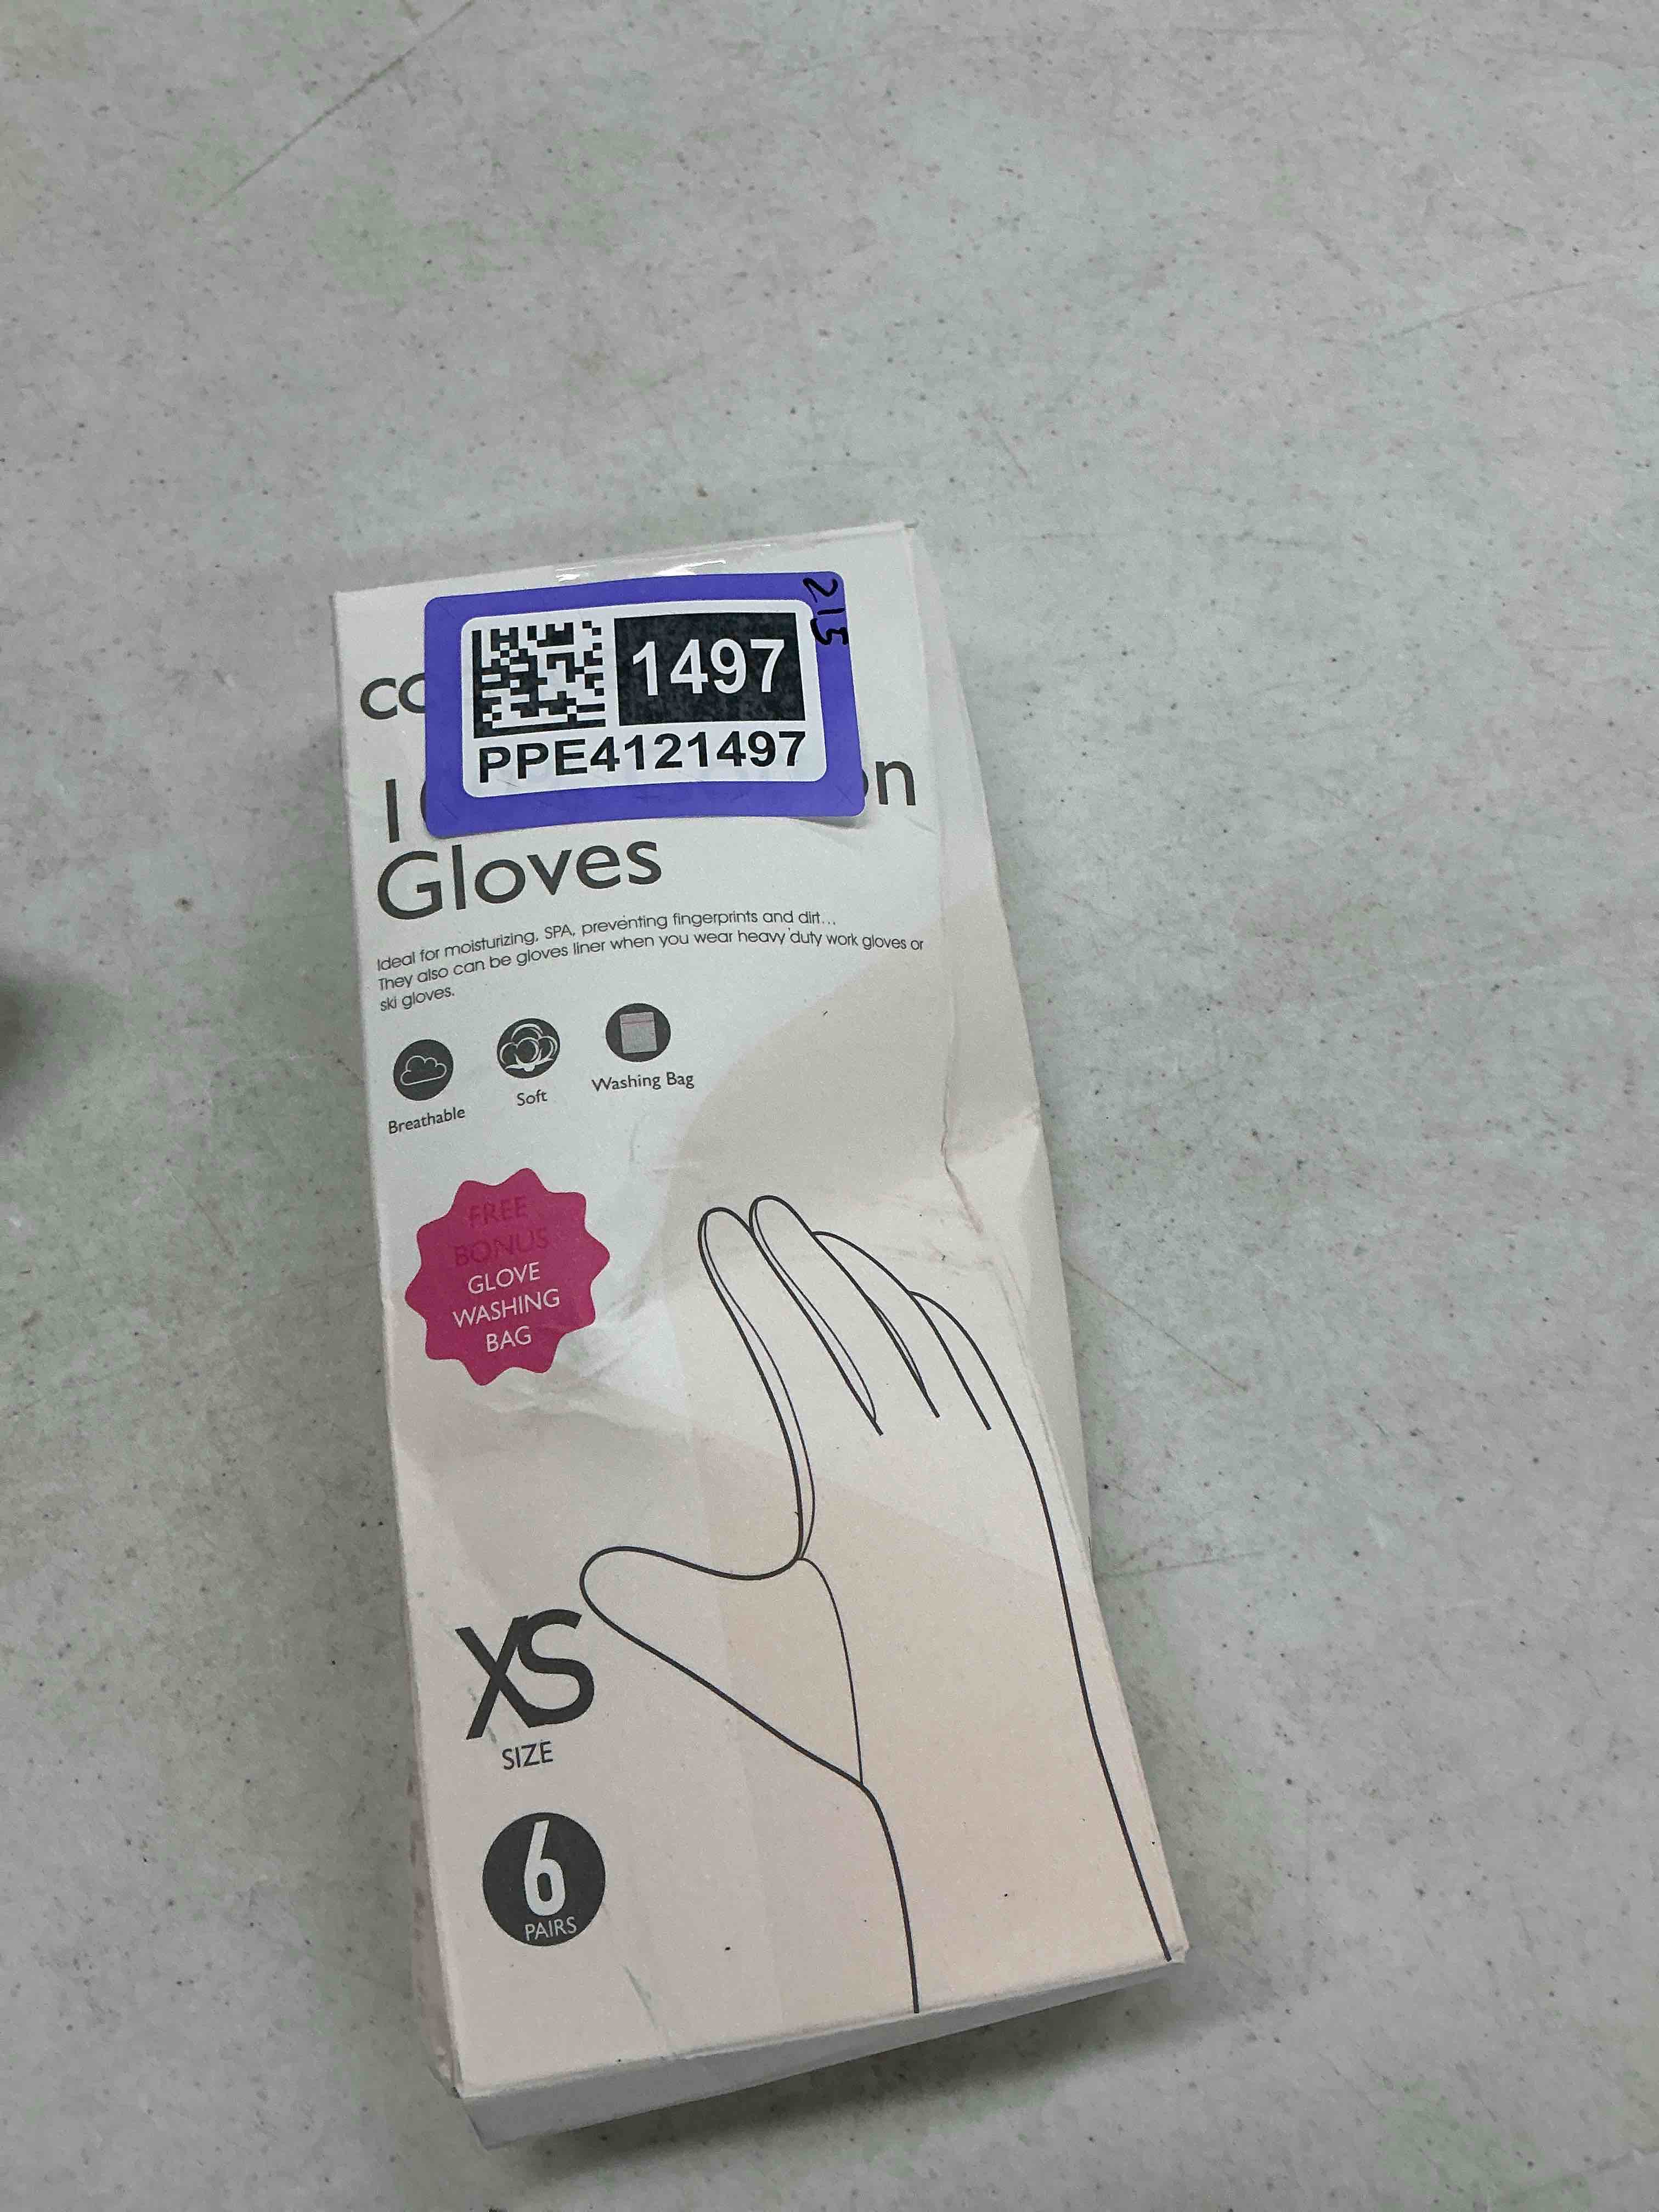 1497
PPE4121497
215
Gloves
Ideal for moisturizing, SPA, preventing fingerprints and dirt...
They also can be gloves liner when you wear heavy duty work gloves or
ski gloves.
Breathable
Soft
Washing Bag
FREE
BONUS
GLOVE
WASHING
BAG
XS
SIZE
6
PAIRS